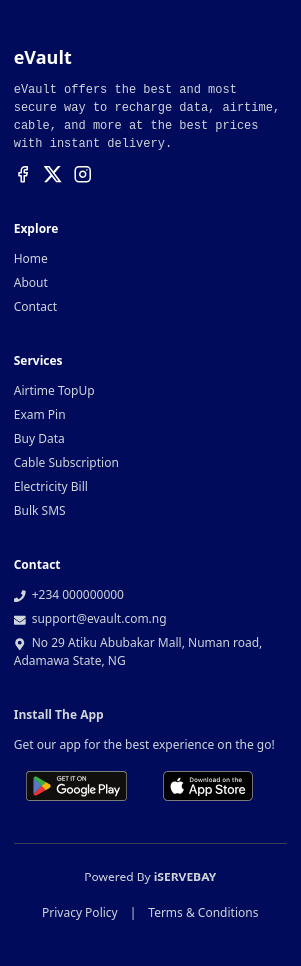 eVault
eVault offers the best and most
secure way to recharge data, airtime,
cable, and more at the best prices
with instant delivery.
Explore
Home
About
Contact
Services
Airtime TopUp
Exam Pin
Buy Data
Cable Subscription
Electricity Bill
Bulk SMS
Contact
+234 000000000
support@evault.com.ng
No 29 Atiku Abubakar Mall, Numan road,
Adamawa State, NG
Install The App
Get our app for the best experience on the go!
GET IT ON
Google Play
Download on the
App Store
Powered By iSERVEBAY
Privacy Policy | Terms & Conditions